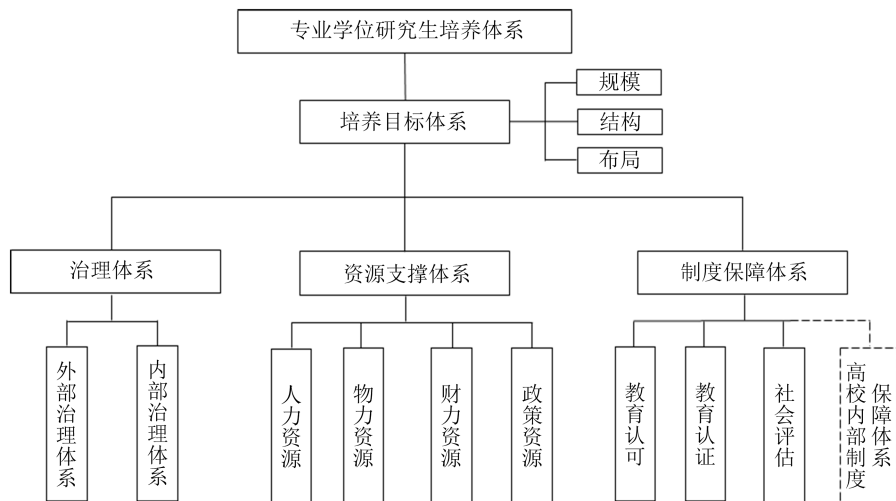 专业学位研究生培养体系
规模
培养目标体系
结构
布局
治理体系
资源支撑体系
制度保障体系
外部治理体系
内部治理体系
人力资源
物力资源
财力资源
政策资源
教育认可
教育认证
社会评估
高校内部制度
保障体系